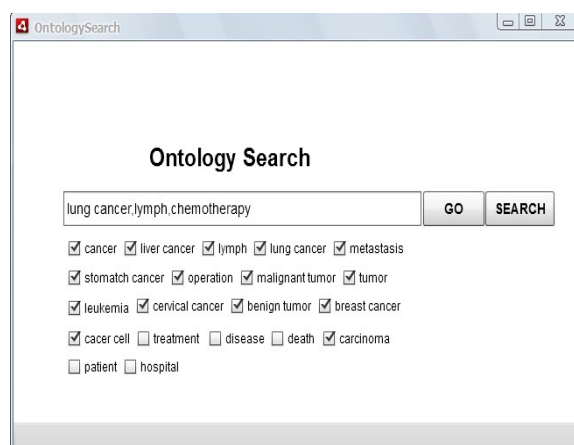 OntologySearch
Ontology Search
lung cancer,lymph,chemotherapy GO SEARCH
cancer liver cancer lymph lung cancer metastasis
stomatch cancer operation malignant tumor tumor
leukemia cervical cancer benign tumor breast cancer
cacer cell treatment disease death carcinoma
patient hospital